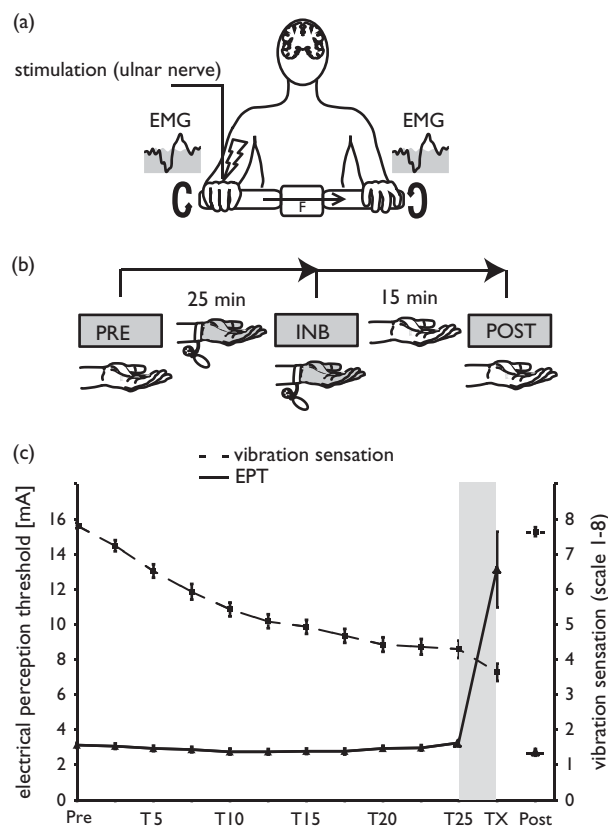 (a)
stimulation (ulnar nerve)
EMG
EMG
F
(b)
25 min
15 min
PRE
INB
POST
(c)
vibration sensation
EPT
electrical perception threshold [mA]
16
14
12
10
8
6
4
2
0
8
7
6
5
4
3
2
1
0
vibration sensation (scale 1-8)
Pre T5 T10 T15 T20 T25 TX Post